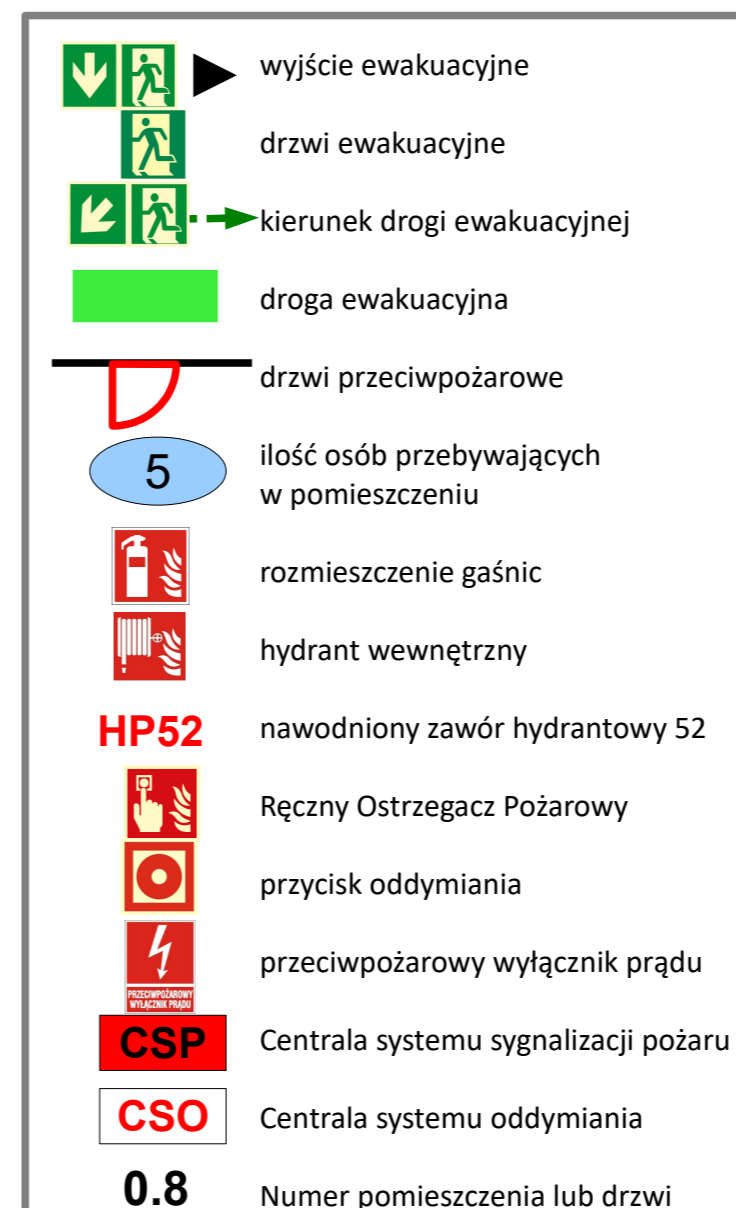 wyjście ewakuacyjne
drzwi ewakuacyjne
kierunek drogi ewakuacyjnej
droga ewakuacyjna
drzwi przeciwpożarowe
5 ilość osób przebywających
w pomieszczeniu
rozmieszczenie gaśnic
hydrant wewnętrzny
HP52 nawodniony zawór hydrantowy 52
Ręczny Ostrzegacz Pożarowy
przycisk oddymiania
przeciwpożarowy wyłącznik prądu
PRZECIWPOŻAROWY
WYŁĄCZNIK PRĄDU
CSP Centrala systemu sygnalizacji pożaru
CSO Centrala systemu oddymiania
0.8 Numer pomieszczenia lub drzwi